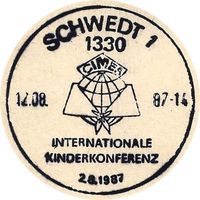 SCHWEDT 1
1330
CIMEA
12.08. 87-14
INTERNATIONALE
KINDERKONFERENZ
2.8.1987